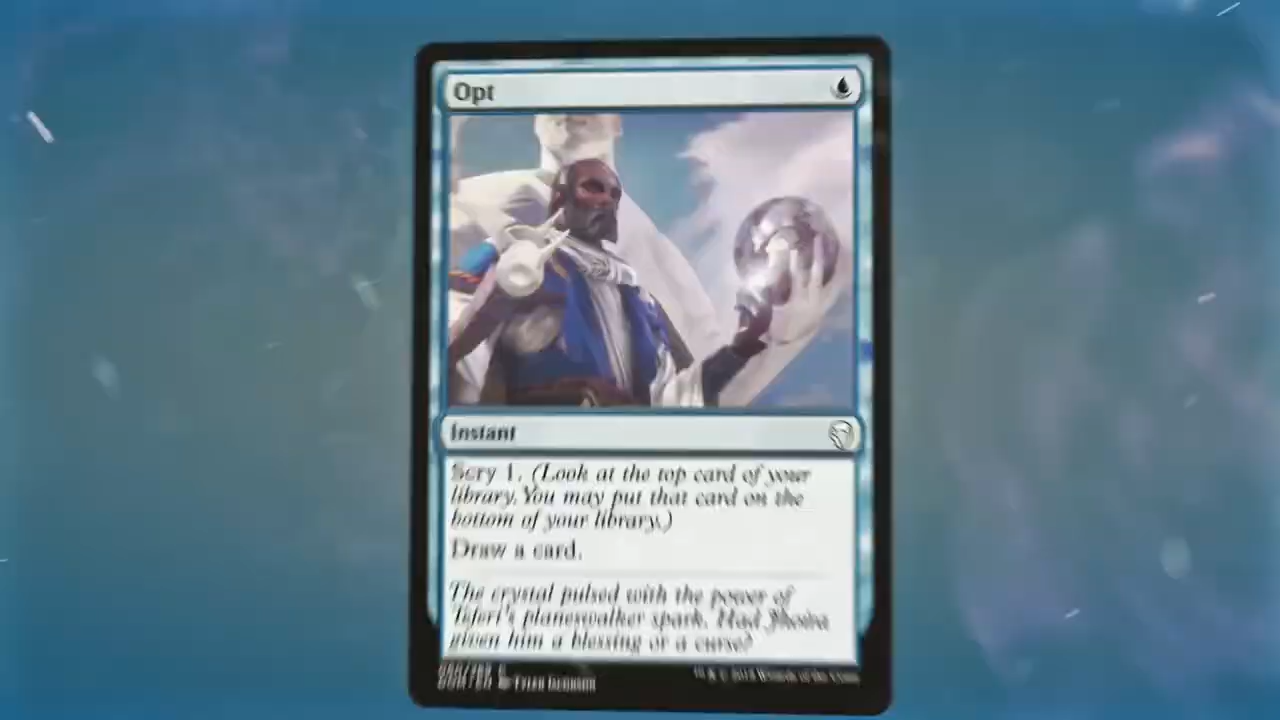 Opt
Instant
Scry 1. (Look at the top card of your
library. You may put that card on the
bottom of your library.)
Draw a card.
The crystal pulsed with the power of
Teferi's planeswalker spark. Had Jhoira
given him a blessing or a curse?